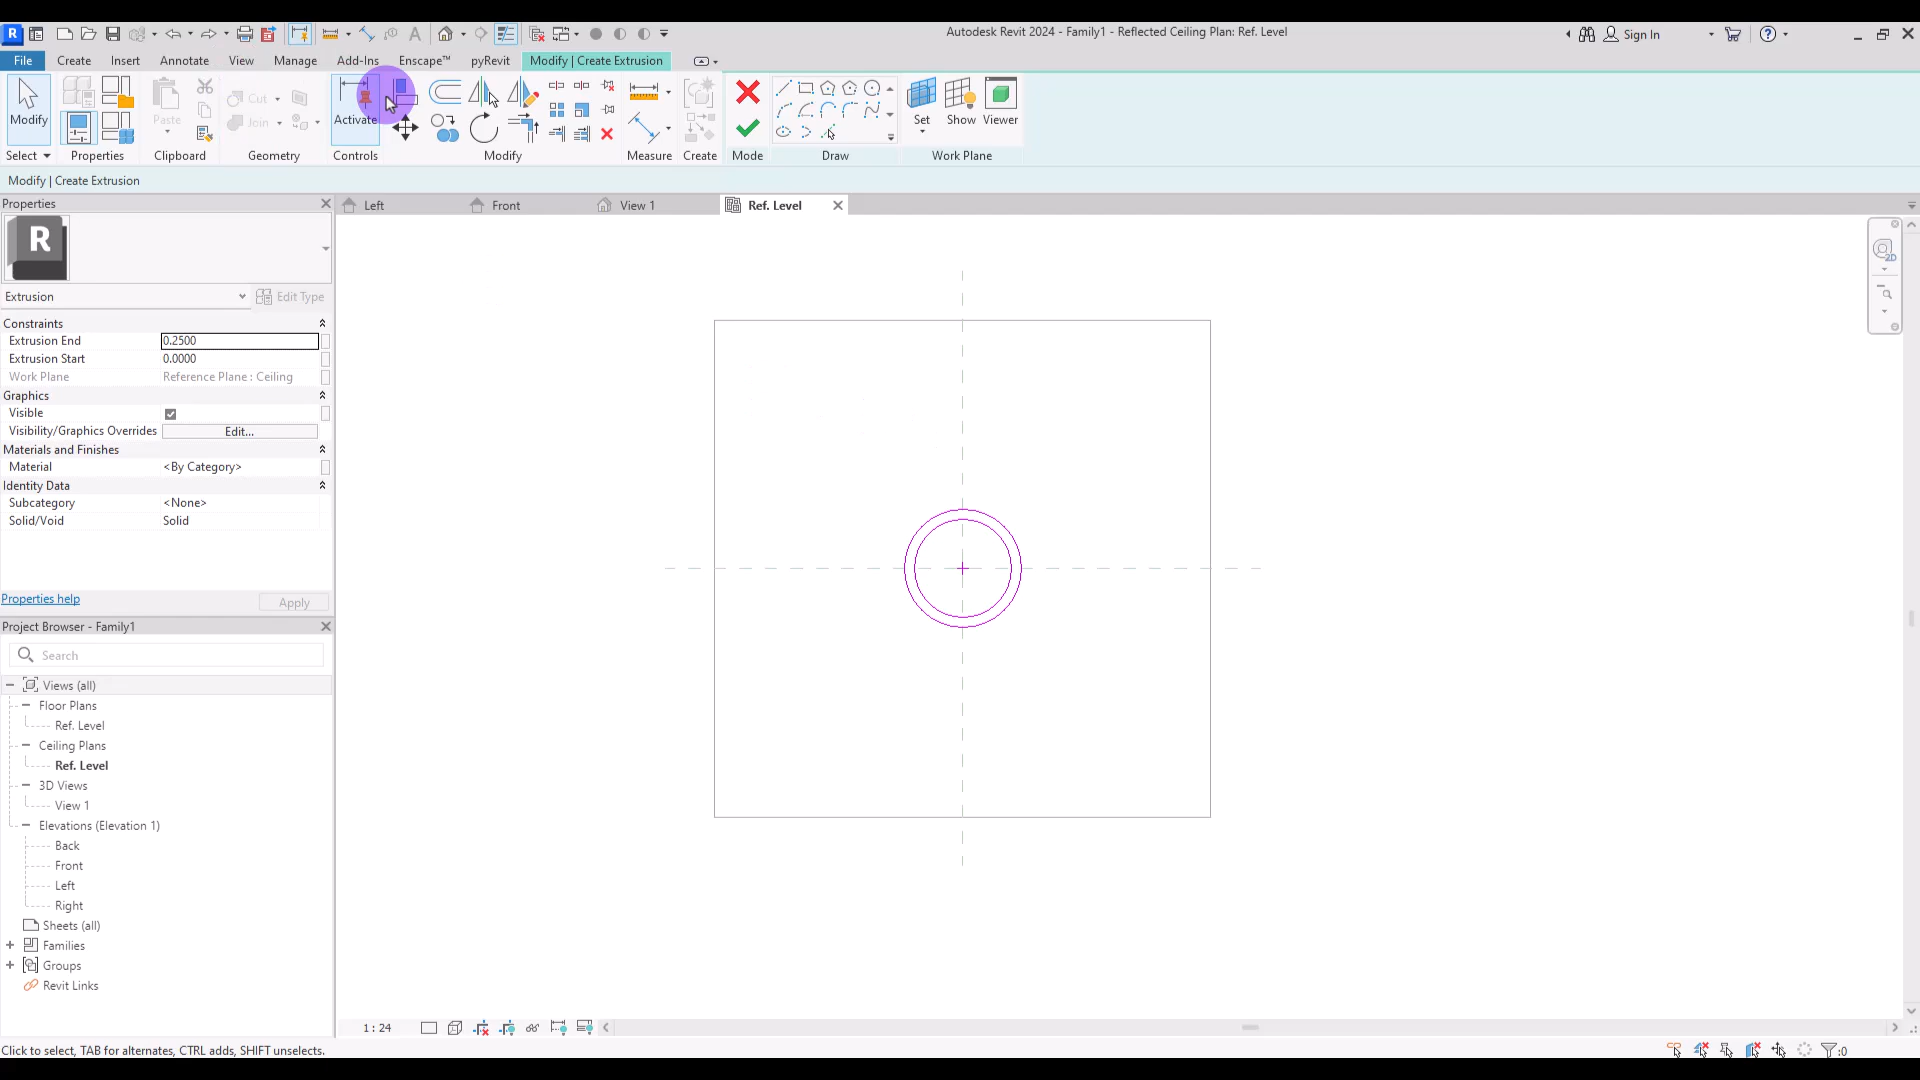 R
Autodesk Revit 2024 - Family1 - Reflected Ceiling Plan: Ref. Level
Sign In
File
Create
Insert
Annotate
View
Manage
Add-Ins
Enscape™
pyRevit
Modify | Create Extrusion
Modify
Paste
Cut
Join
Activate
Set
Show
Viewer
Select
Properties
Clipboard
Geometry
Controls
Modify
Measure
Create
Mode
Draw
Work Plane
Modify | Create Extrusion
Properties
Left
Front
View 1
Ref. Level
R
2D
Extrusion
Edit Type
Constraints
Extrusion End 0.2500
Extrusion Start 0.0000
Work Plane Reference Plane : Ceiling
Graphics
Visible
Visibility/Graphics Overrides Edit...
Materials and Finishes
Material <By Category>
Identity Data
Subcategory <None>
Solid/Void Solid
Properties help
Apply
Project Browser - Family1
Search
Views (all)
Floor Plans
Ref. Level
Ceiling Plans
Ref. Level
3D Views
View 1
Elevations (Elevation 1)
Back
Front
Left
Right
Sheets (all)
Families
Groups
Revit Links
1 : 24
Click to select, TAB for alternates, CTRL adds, SHIFT unselects.
:0